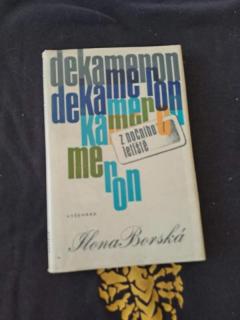 dekameron
dekameron
kameron
z nočního
letiště
meron
VYŠEHRAD
Ilona Borská